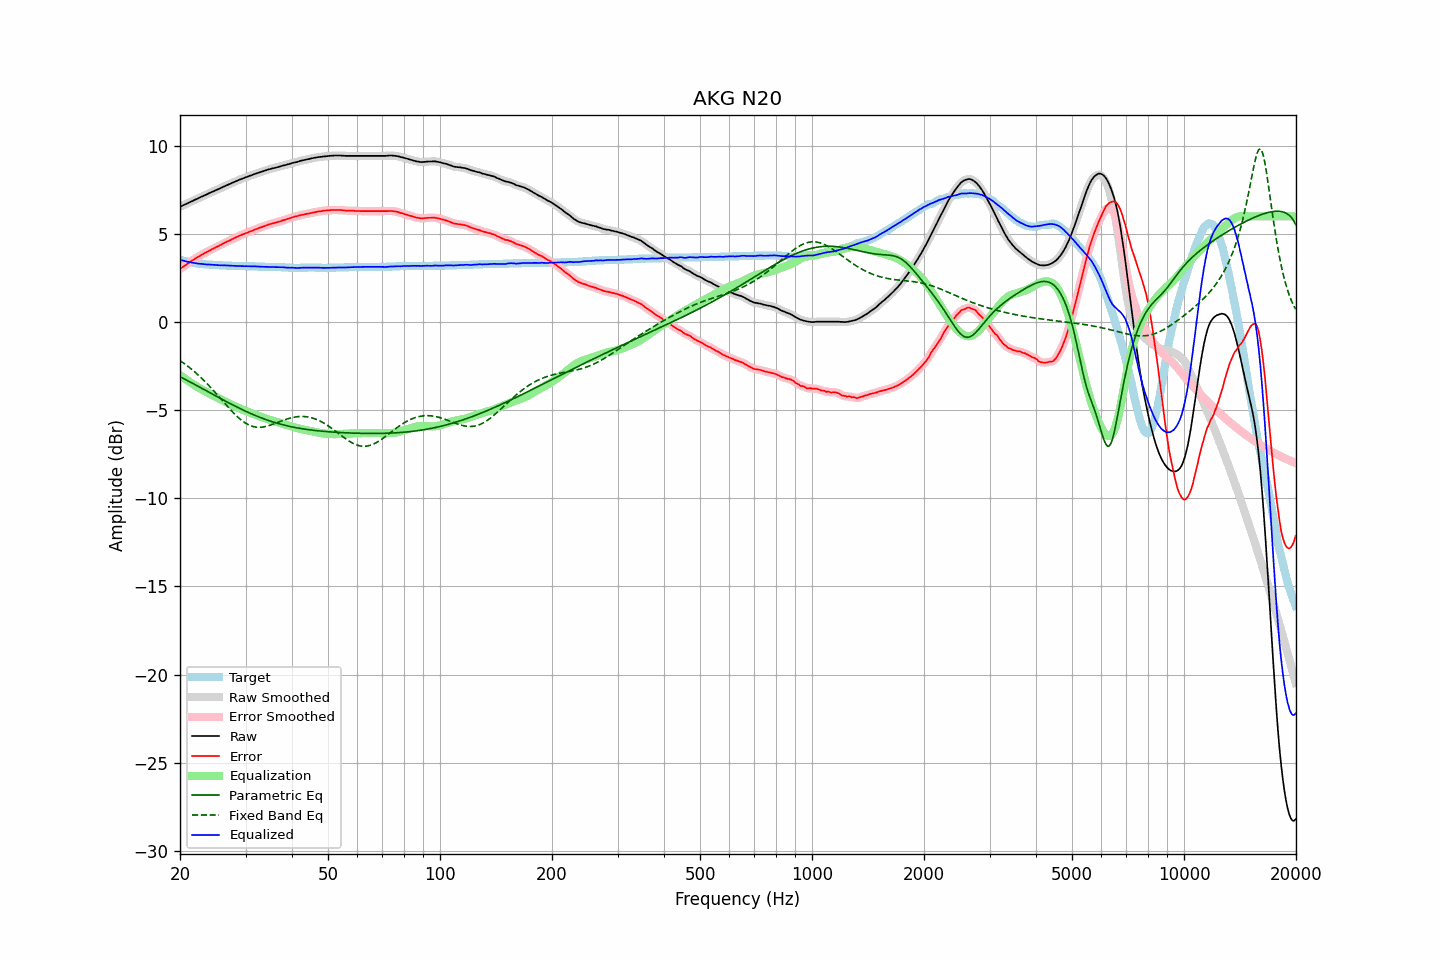 AKG N20
Amplitude (dBr)
10
5
0
−5
−10
−15
−20
−25
−30
Target
Raw Smoothed
Error Smoothed
Raw
Error
Equalization
Parametric Eq
Fixed Band Eq
Equalized
20 50 100 200 500 1000 2000 5000 10000 20000
Frequency (Hz)